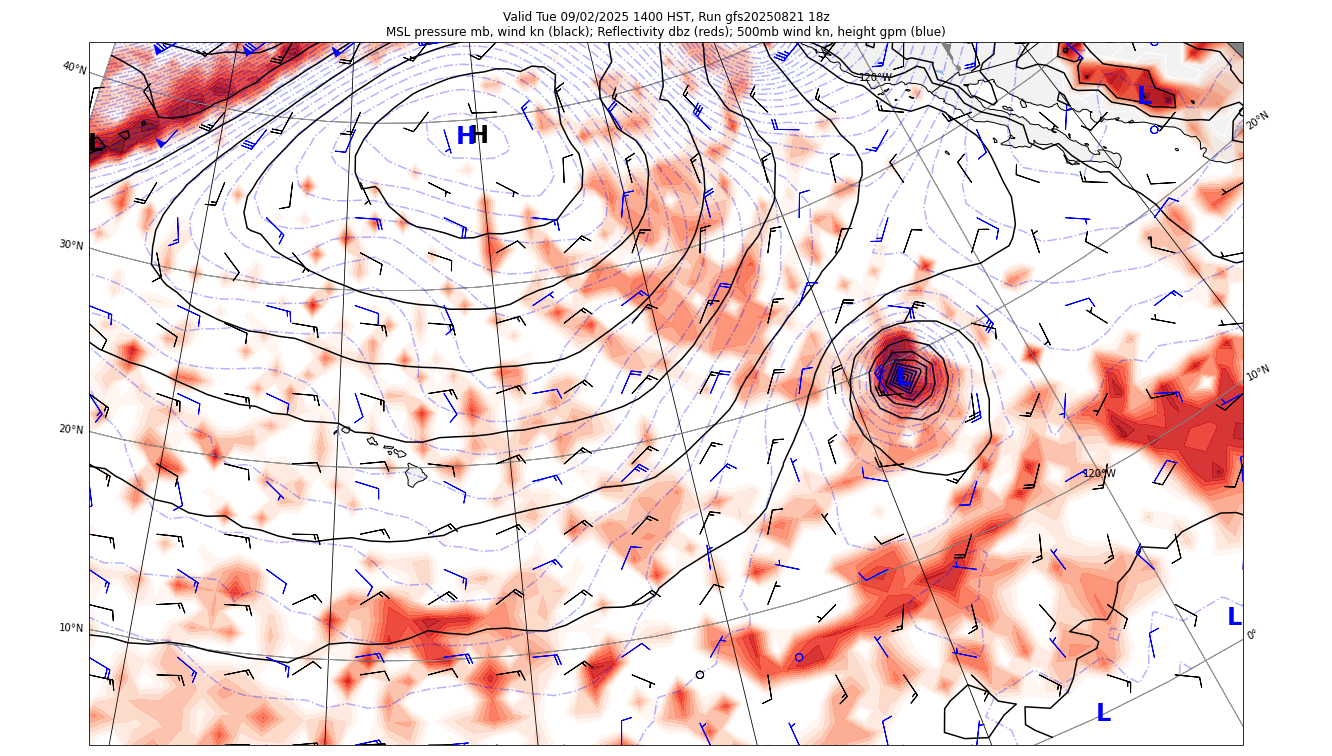 Valid Tue 09/02/2025 1400 HST, Run gfs20250821 18z
MSL pressure mb, wind kn (black); Reflectivity dbz (reds); 500mb wind kn, height gpm (blue)
40°N
120°W
L
20°N
L
H
H
30°N
L
10°N
20°N
120°W
10°N
L
0°
L